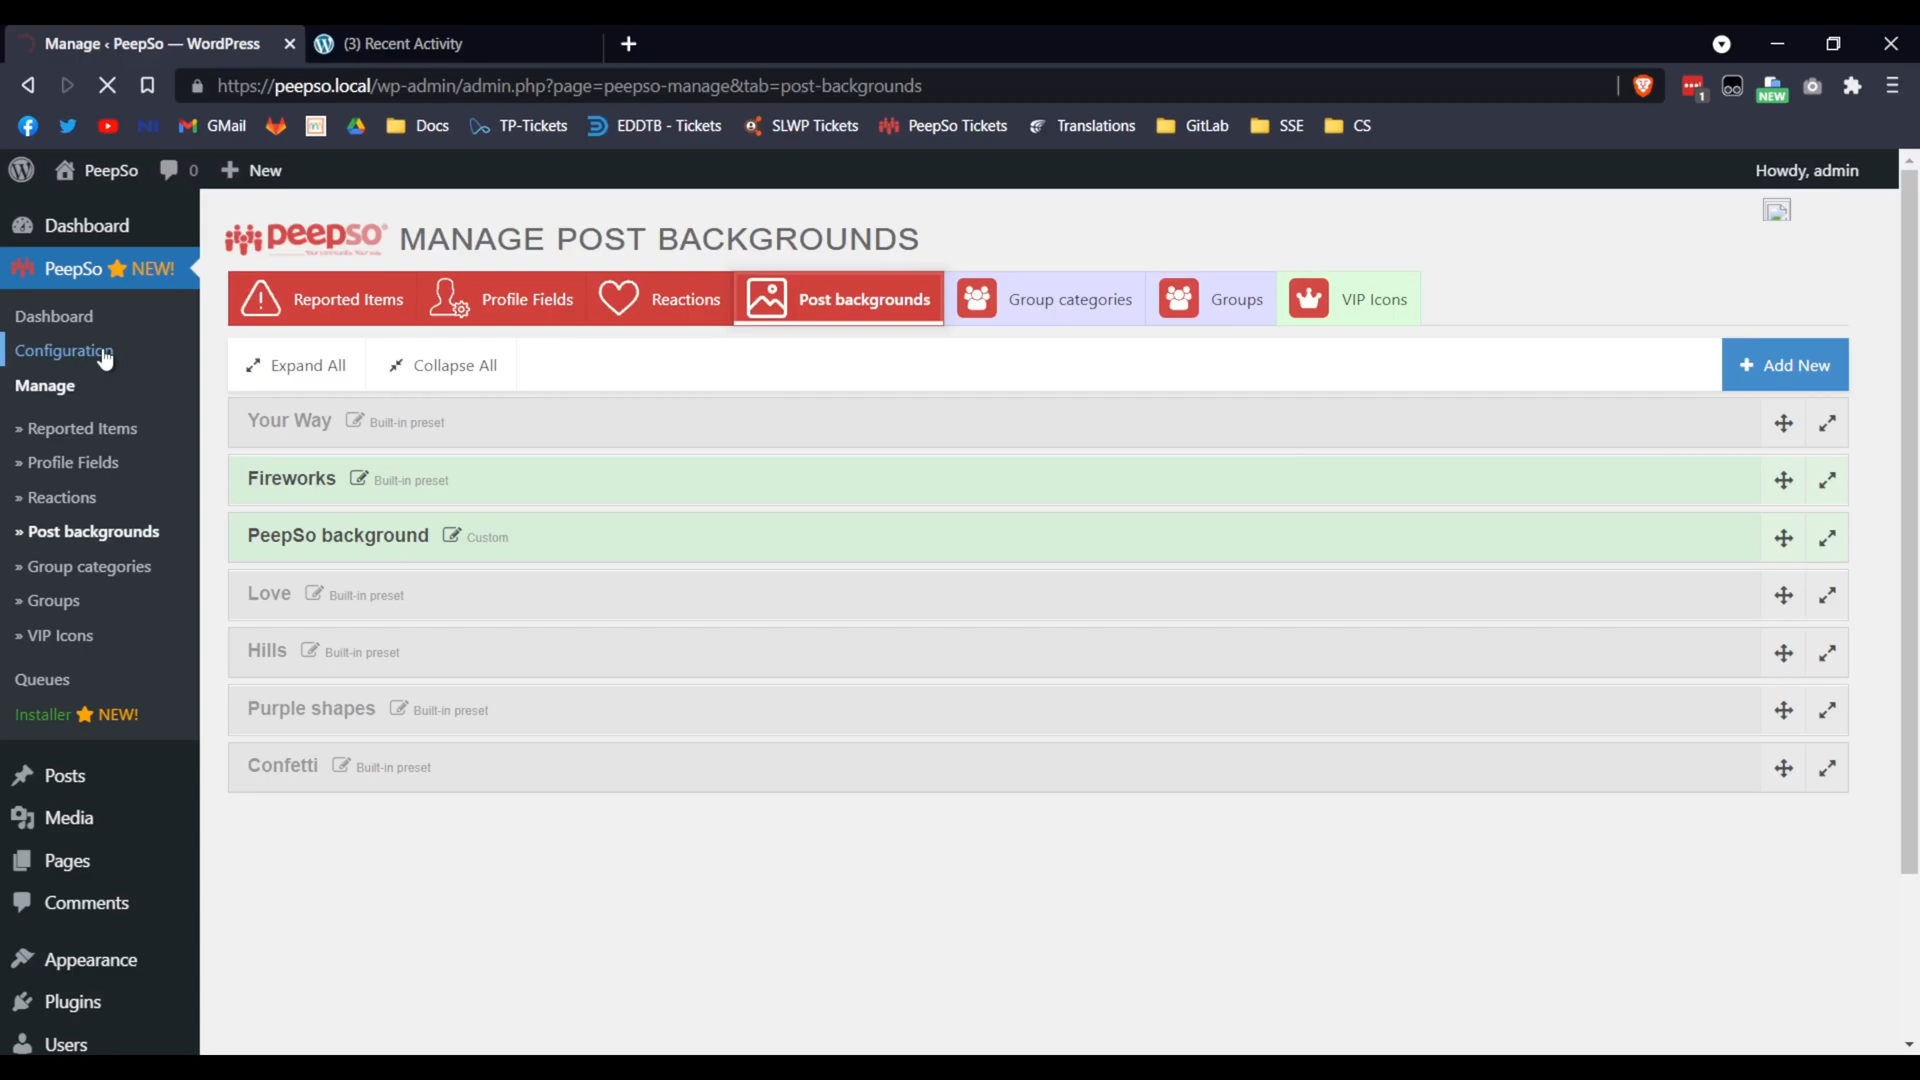 Manage ‹ PeepSo — WordPress
(3) Recent Activity
https://peepso.local/wp-admin/admin.php?page=peepso-manage&tab=post-backgrounds
1
NEW
GMail
Docs
TP-Tickets
EDDTB - Tickets
SLWP Tickets
PeepSo Tickets
Translations
GitLab
SSE
CS
PeepSo
0
New
Howdy, admin
Dashboard
PeepSo NEW!
Dashboard
Configuration
Manage
» Reported Items
» Profile Fields
» Reactions
» Post backgrounds
» Group categories
» Groups
» VIP Icons
Queues
Installer NEW!
Posts
Media
Pages
Comments
Appearance
Plugins
Users
peepso MANAGE POST BACKGROUNDS
Your community. Your way.
Reported Items
Profile Fields
Reactions
Post backgrounds
Group categories
Groups
VIP Icons
Expand All
Collapse All
Add New
Your Way Built-in preset
Fireworks Built-in preset
PeepSo background Custom
Love Built-in preset
Hills Built-in preset
Purple shapes Built-in preset
Confetti Built-in preset